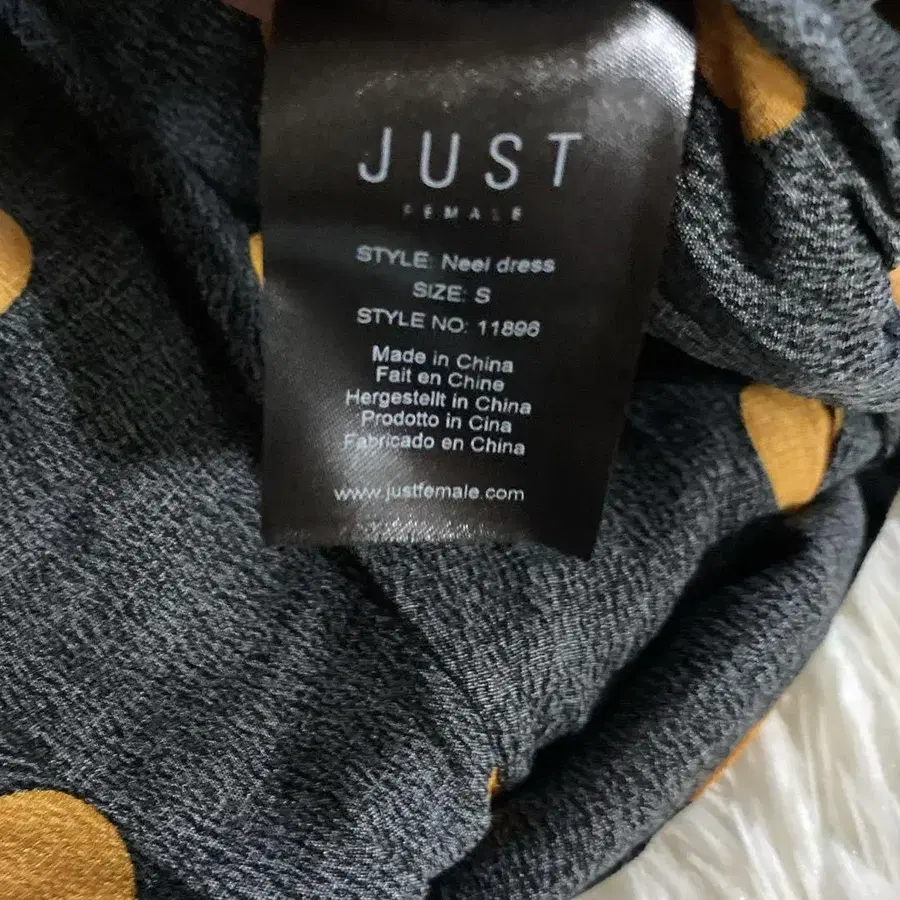 JUST
FEMALE
STYLE: Neel dress
SIZE: S
STYLE NO: 11896
Made in China
Fait en Chine
Hergestellt in China
Prodotto in Cina
Fabricado en China
www.justfemale.com